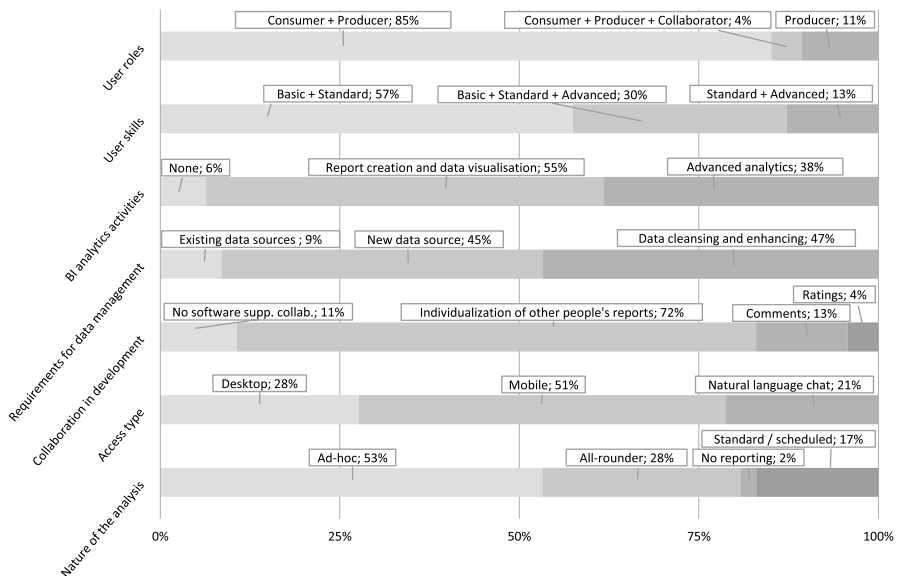 Consumer + Producer; 85%
Consumer + Producer + Collaborator; 4%
Producer; 11%
User roles
Basic + Standard; 57%
Basic + Standard + Advanced; 30%
Standard + Advanced; 13%
User skills
None; 6%
Report creation and data visualisation; 55%
Advanced analytics; 38%
BI analytics activities
Existing data sources ; 9%
New data source; 45%
Data cleansing and enhancing; 47%
Requirements for data management
No software supp. collab.; 11%
Individualization of other people's reports; 72%
Comments; 13%
Ratings; 4%
Collaboration in development
Desktop; 28%
Mobile; 51%
Natural language chat; 21%
Access type
Ad-hoc; 53%
All-rounder; 28%
No reporting; 2%
Standard / scheduled; 17%
Nature of the analysis
0%
25%
50%
75%
100%